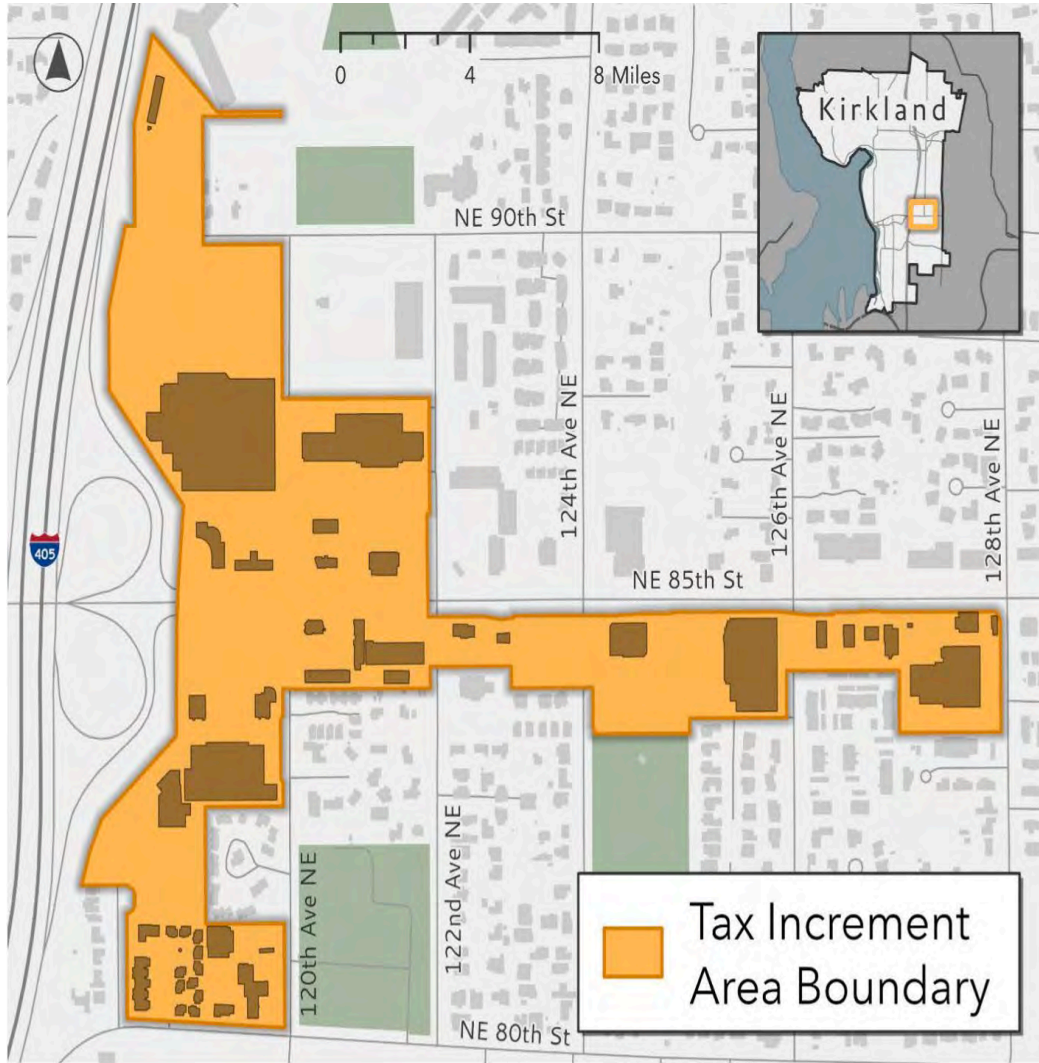 0 4 8 Miles
Kirkland
NE 90th St
124th Ave NE
126th Ave NE
128th Ave NE
405
NE 85th St
120th Ave NE
122nd Ave NE
NE 80th St
Tax Increment
Area Boundary